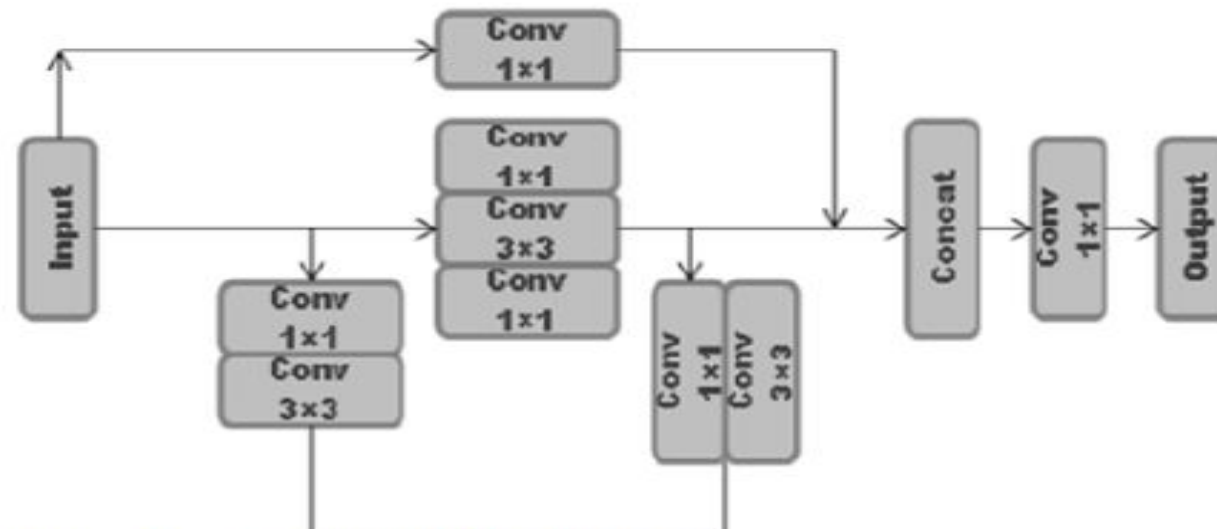 Conv
1×1
Input
Conv
1×1
Conv
3×3
Conv
1×1
Conv
1×1
Conv
3×3
Conv
1×1
Conv
3×3
Concat
Conv
1×1
Output